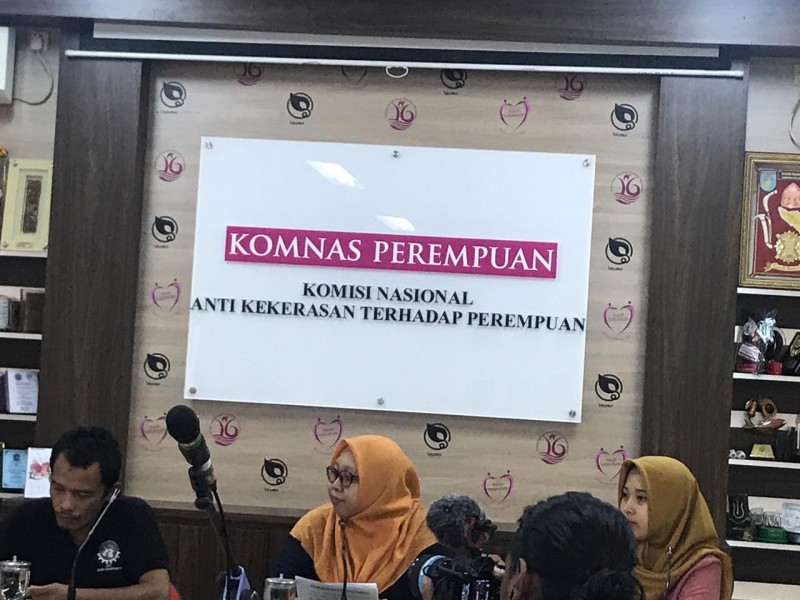 KOMNAS PEREMPUAN
KOMISI NASIONAL
ANTI KEKERASAN TERHADAP PEREMPUAN